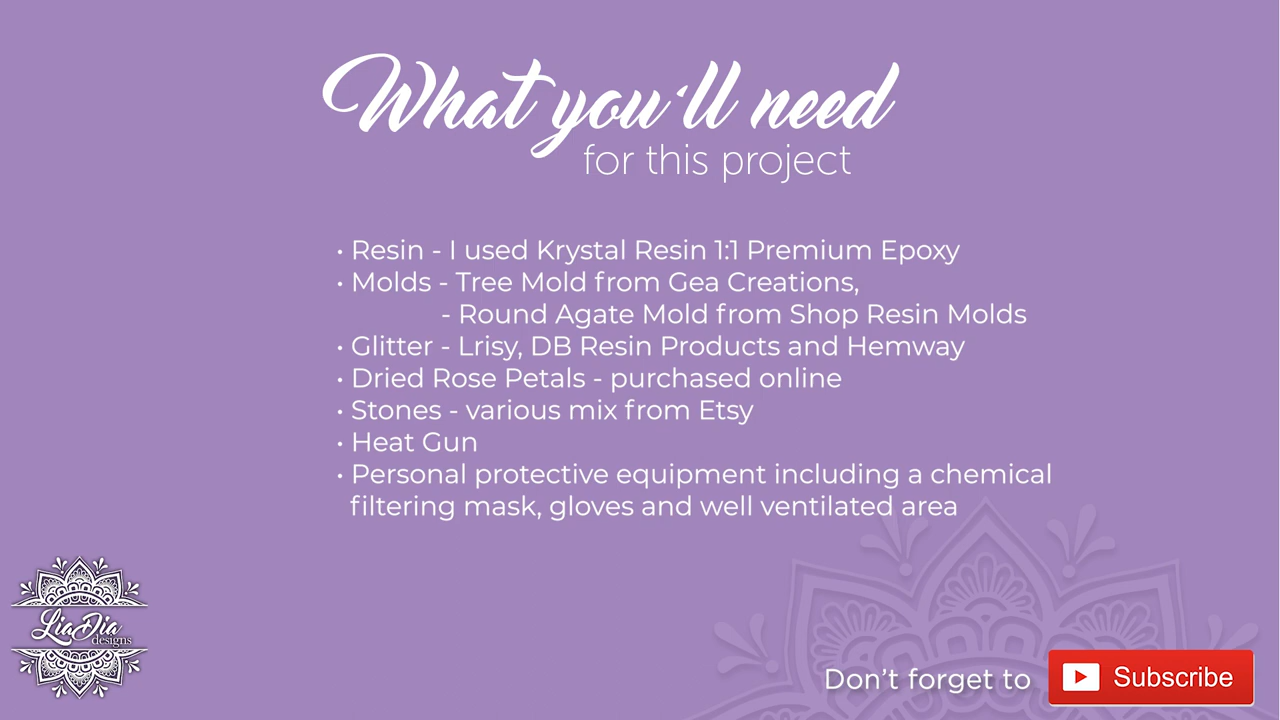 What you'll need
for this project
• Resin - I used Krystal Resin 1:1 Premium Epoxy
• Molds - Tree Mold from Gea Creations,
- Round Agate Mold from Shop Resin Molds
• Glitter - Lrisy, DB Resin Products and Hemway
• Dried Rose Petals - purchased online
• Stones - various mix from Etsy
• Heat Gun
• Personal protective equipment including a chemical
filtering mask, gloves and well ventilated area
LiaDia
designs
Don't forget to
Subscribe